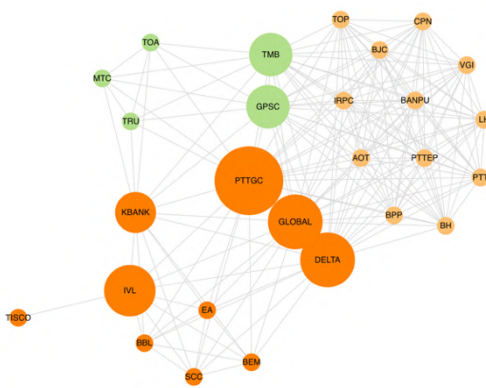 TOP
CPN
TOA
BJC
TMB
VGI
MTC
IRPC
BANPU
GPSC
TRU
AOT
PTTEP
PTTGC
KBANK
BPP
GLOBAL
BH
DELTA
IVL
EA
TISCO
BBL
BEM
SCC